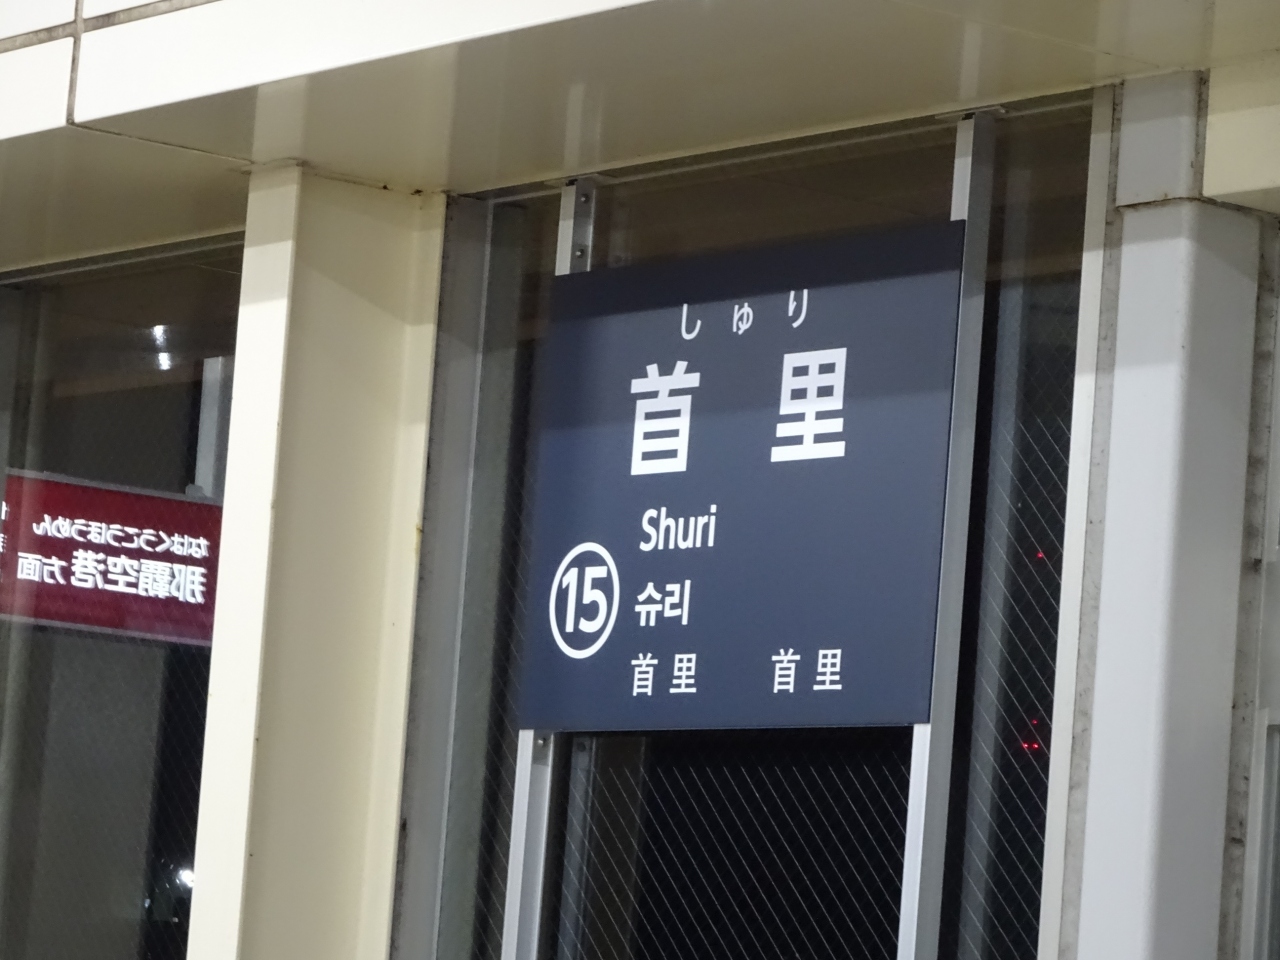 しゅり
首里
Shuri
15
슈리
首里 首里
なはくうこうほうめん
那覇空港方面